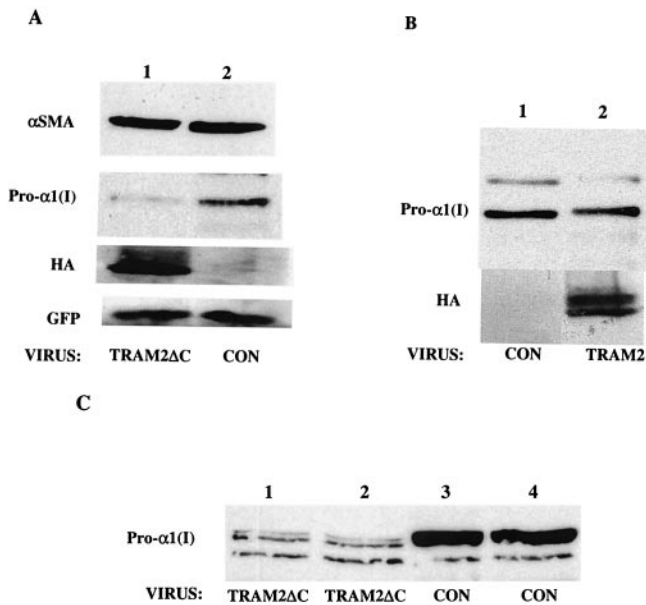 A
1 2
αSMA
Pro-α1(I)
HA
GFP
VIRUS: TRAM2ΔC CON
B
1 2
Pro-α1(I)
HA
VIRUS: CON TRAM2
C
1 2 3 4
Pro-α1(I)
VIRUS: TRAM2ΔC TRAM2ΔC CON CON